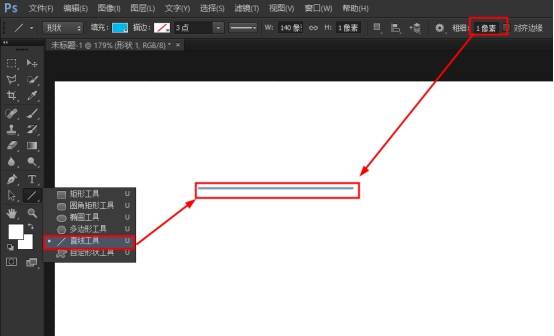 Ps 文件(F) 编辑(E) 图像(I) 图层(L) 文字(Y) 选择(S) 滤镜(T) 视图(V) 窗口(W) 帮助(H)
形状 填充: 描边: 3 点 W: 140 像 H: 1 像素 粗细: 1 像素 对齐边缘
未标题-1 @ 179% (形状 1, RGB/8) * ×
T
矩形工具 U
圆角矩形工具 U
椭圆工具 U
多边形工具 U
直线工具 U
自定形状工具 U